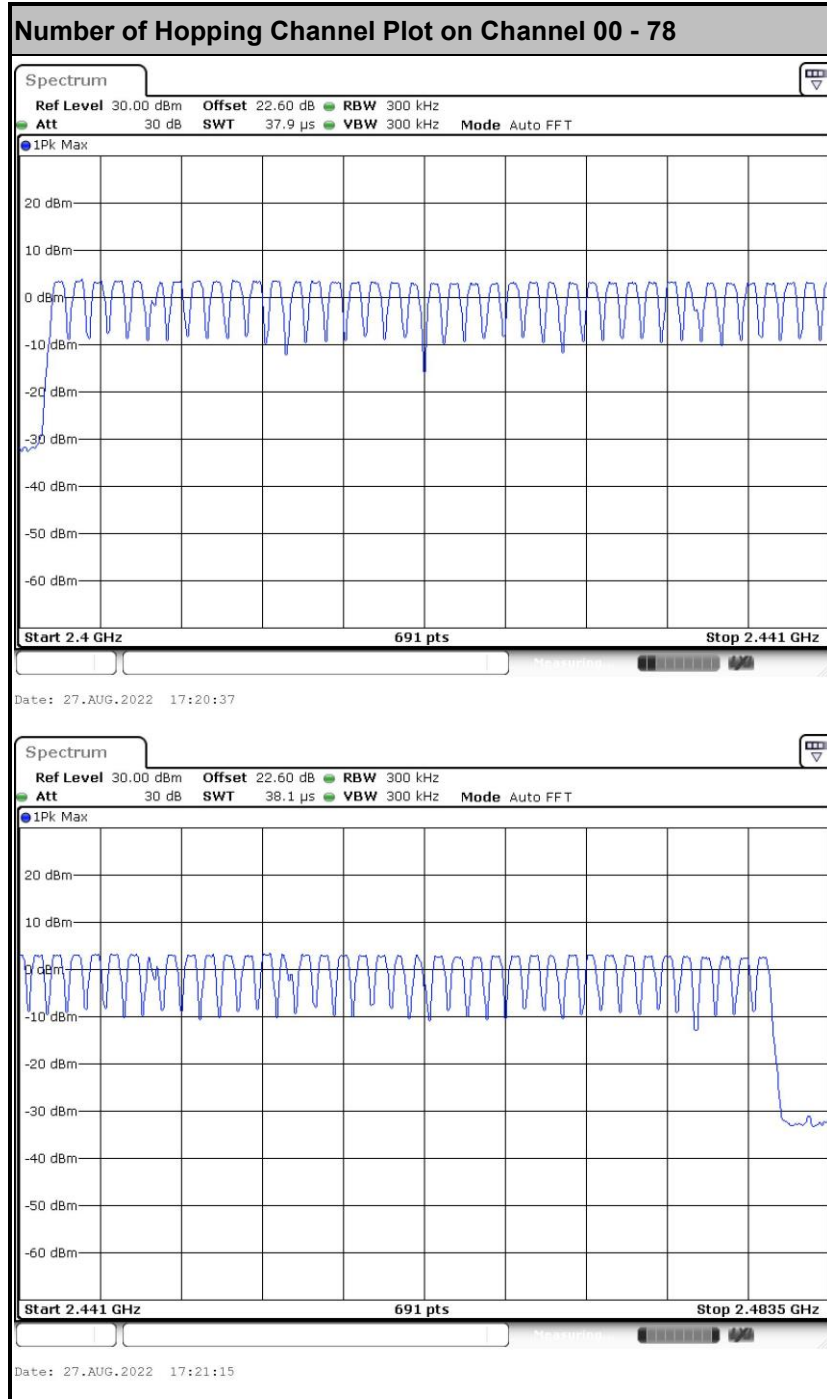 Number of Hopping Channel Plot on Channel 00 - 78
Spectrum
Ref Level 30.00 dBm Offset 22.60 dB RBW 300 kHz
Att 30 dB SWT 37.9 µs VBW 300 kHz Mode Auto FFT
1Pk Max
20 dBm
10 dBm
0 dBm
-10 dBm
-20 dBm
-30 dBm
-40 dBm
-50 dBm
-60 dBm
Start 2.4 GHz 691 pts Stop 2.441 GHz
Measuring...
Date: 27.AUG.2022 17:20:37
Spectrum
Ref Level 30.00 dBm Offset 22.60 dB RBW 300 kHz
Att 30 dB SWT 38.1 µs VBW 300 kHz Mode Auto FFT
1Pk Max
20 dBm
10 dBm
0 dBm
-10 dBm
-20 dBm
-30 dBm
-40 dBm
-50 dBm
-60 dBm
Start 2.441 GHz 691 pts Stop 2.4835 GHz
Measuring...
Date: 27.AUG.2022 17:21:15